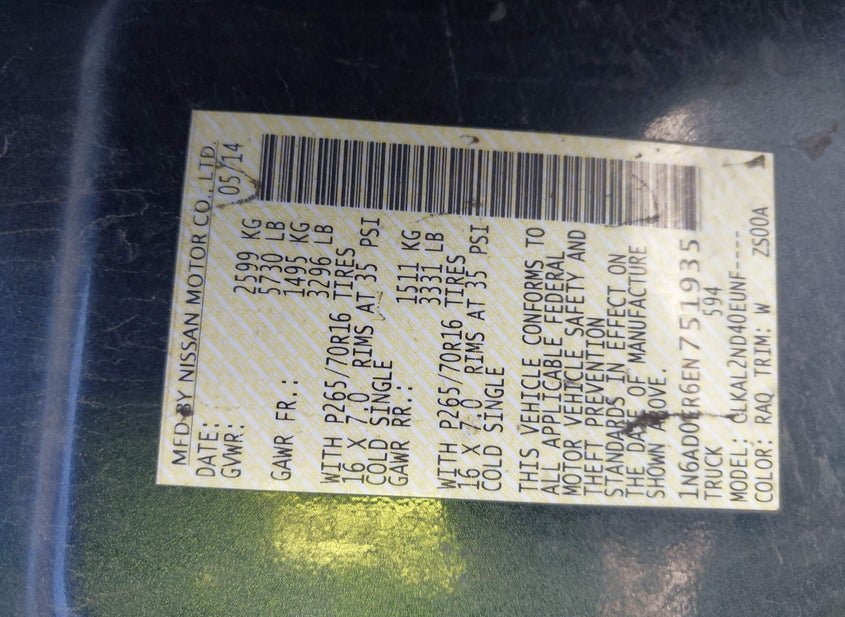 MFD BY NISSAN MOTOR CO., LTD.
DATE: 05/14
GVWR: 2599 KG
5730 LB
GAWR FR.: 1495 KG
3296 LB
WITH P265/70R16 TIRES
16 X 7.0 RIMS AT 35 PSI
COLD SINGLE
GAWR RR.: 1511 KG
3331 LB
WITH P265/70R16 TIRES
16 X 7.0 RIMS AT 35 PSI
COLD SINGLE
THIS VEHICLE CONFORMS TO
ALL APPLICABLE FEDERAL
MOTOR VEHICLE SAFETY AND
THEFT PREVENTION
STANDARDS IN EFFECT ON
THE DATE OF MANUFACTURE
SHOWN ABOVE.
1N6AD0ER6EN751935
TRUCK 594
MODEL: CLKAL2ND40EUNF----
COLOR: RAQ TRIM: W ZS00A